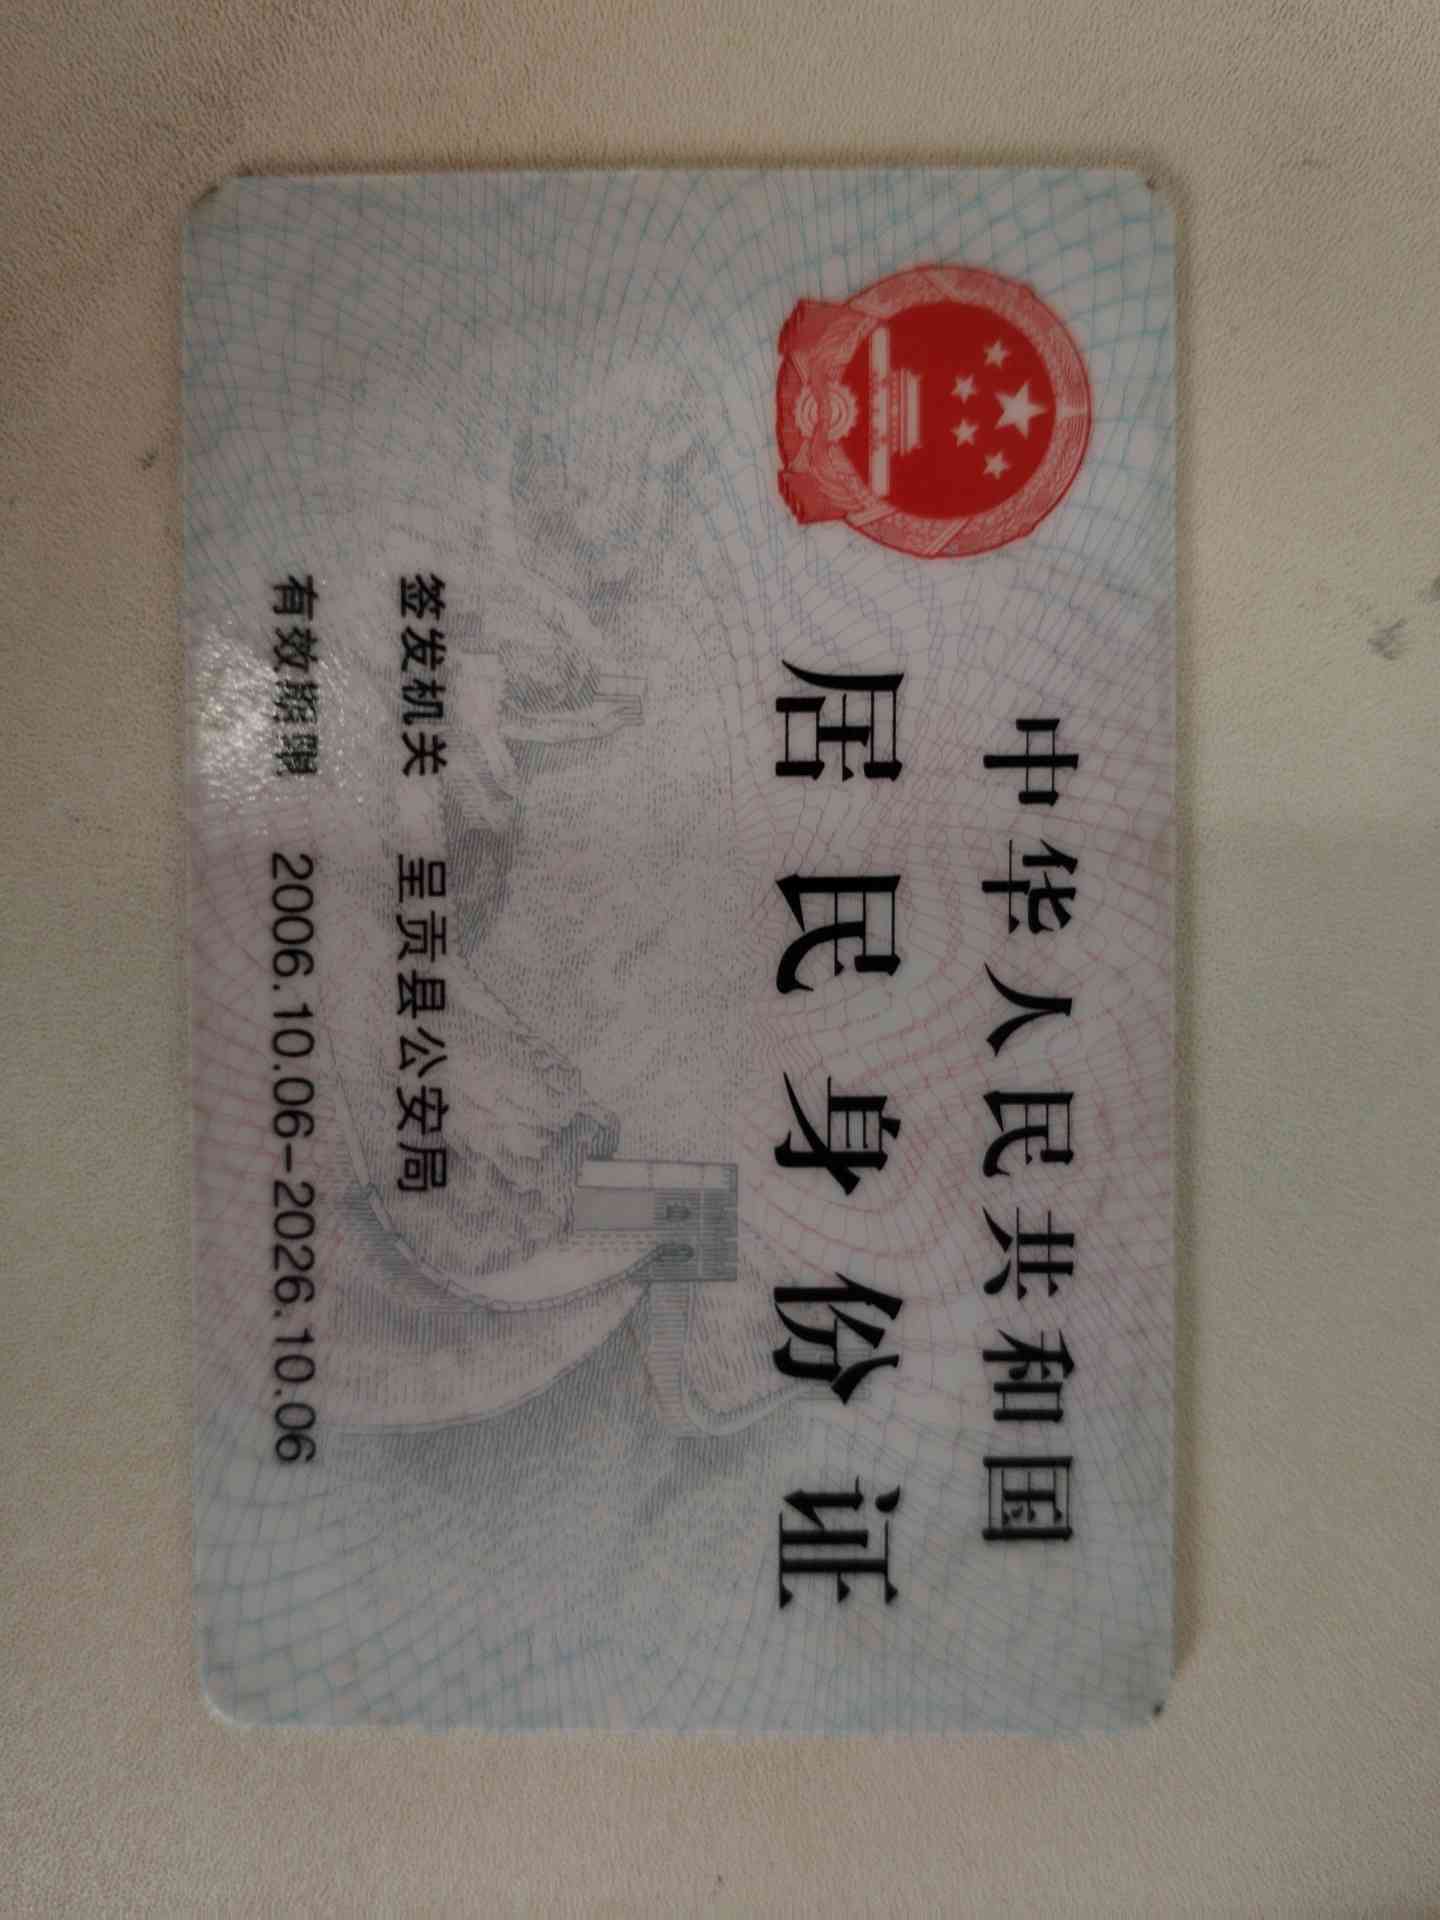 中华人民共和国
居民身份证
签发机关 呈贡县公安局
有效期限 2006.10.06-2026.10.06